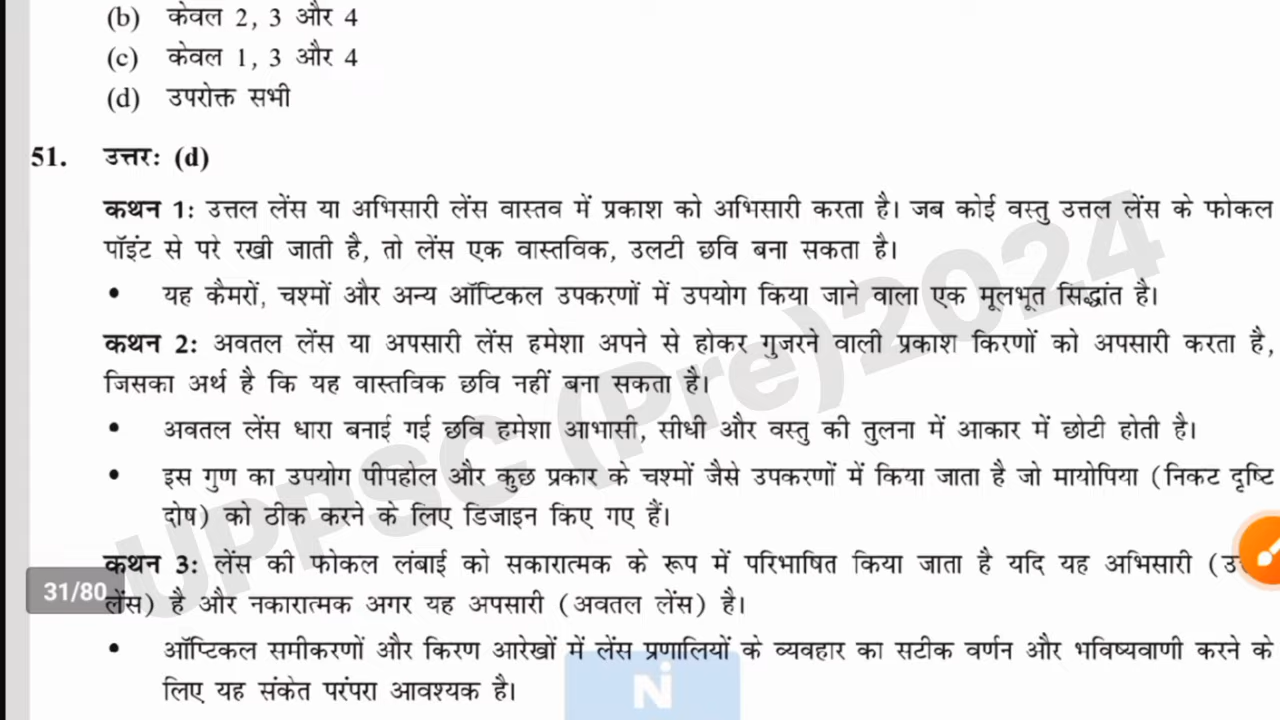 (b) केवल 2, 3 और 4
(c) केवल 1, 3 और 4
(d) उपरोक्त सभी
51. उत्तरः (d)
कथन 1: उत्तल लेंस या अभिसारी लेंस वास्तव में प्रकाश को अभिसारी करता है। जब कोई वस्तु उत्तल लेंस के फोकल
पॉइंट से परे रखी जाती है, तो लेंस एक वास्तविक, उलटी छवि बना सकता है।
• यह कैमरों, चश्मों और अन्य ऑप्टिकल उपकरणों में उपयोग किया जाने वाला एक मूलभूत सिद्धांत है।
कथन 2: अवतल लेंस या अपसारी लेंस हमेशा अपने से होकर गुजरने वाली प्रकाश किरणों को अपसारी करता है,
जिसका अर्थ है कि यह वास्तविक छवि नहीं बना सकता है।
• अवतल लेंस धारा बनाई गई छवि हमेशा आभासी, सीधी और वस्तु की तुलना में आकार में छोटी होती है।
• इस गुण का उपयोग पीपहोल और कुछ प्रकार के चश्मों जैसे उपकरणों में किया जाता है जो मायोपिया (निकट दृष्टि
दोष) को ठीक करने के लिए डिजाइन किए गए हैं।
कथन 3: लेंस की फोकल लंबाई को सकारात्मक के रूप में परिभाषित किया जाता है यदि यह अभिसारी
लेंस) है और नकारात्मक अगर यह अपसारी (अवतल लेंस) है।
• ऑप्टिकल समीकरणों और किरण आरेखों में लेंस प्रणालियों के व्यवहार का सटीक वर्णन और भविष्यवाणी करने के
लिए यह संकेत परंपरा आवश्यक है।
31/80
UPPSC (Pre) 2024
N